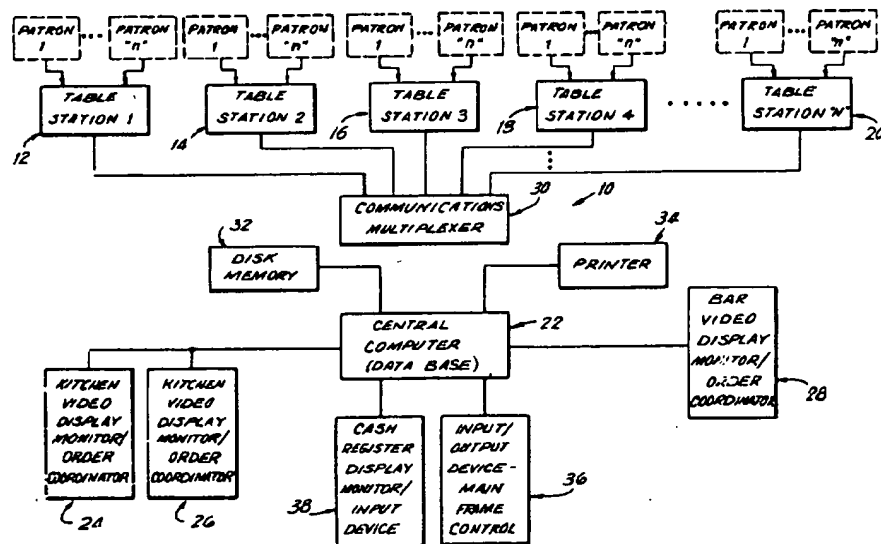 PATRON 1 ... PATRON "n" PATRON 1 ... PATRON "n" PATRON 1 ... PATRON "n" PATRON 1 ... PATRON "n" PATRON 1 ... PATRON "n"
TABLE STATION 1
TABLE STATION 2
TABLE STATION 3
TABLE STATION 4
TABLE STATION "N"
12
14
16
18
20
COMMUNICATIONS
MULTIPLEXER
30
10
32
DISK
MEMORY
34
PRINTER
CENTRAL
COMPUTER
(DATA BASE)
22
BAR
VIDEO
DISPLAY
MONITOR/
ORDER
COORDINATOR
28
KITCHEN
VIDEO
DISPLAY
MONITOR/
ORDER
COORDINATOR
24
KITCHEN
VIDEO
DISPLAY
MONITOR/
ORDER
COORDINATOR
26
CASH
REGISTER
DISPLAY
MONITOR/
INPUT
DEVICE
38
INPUT/
OUTPUT
DEVICE-
MAIN
FRAME
CONTROL
36